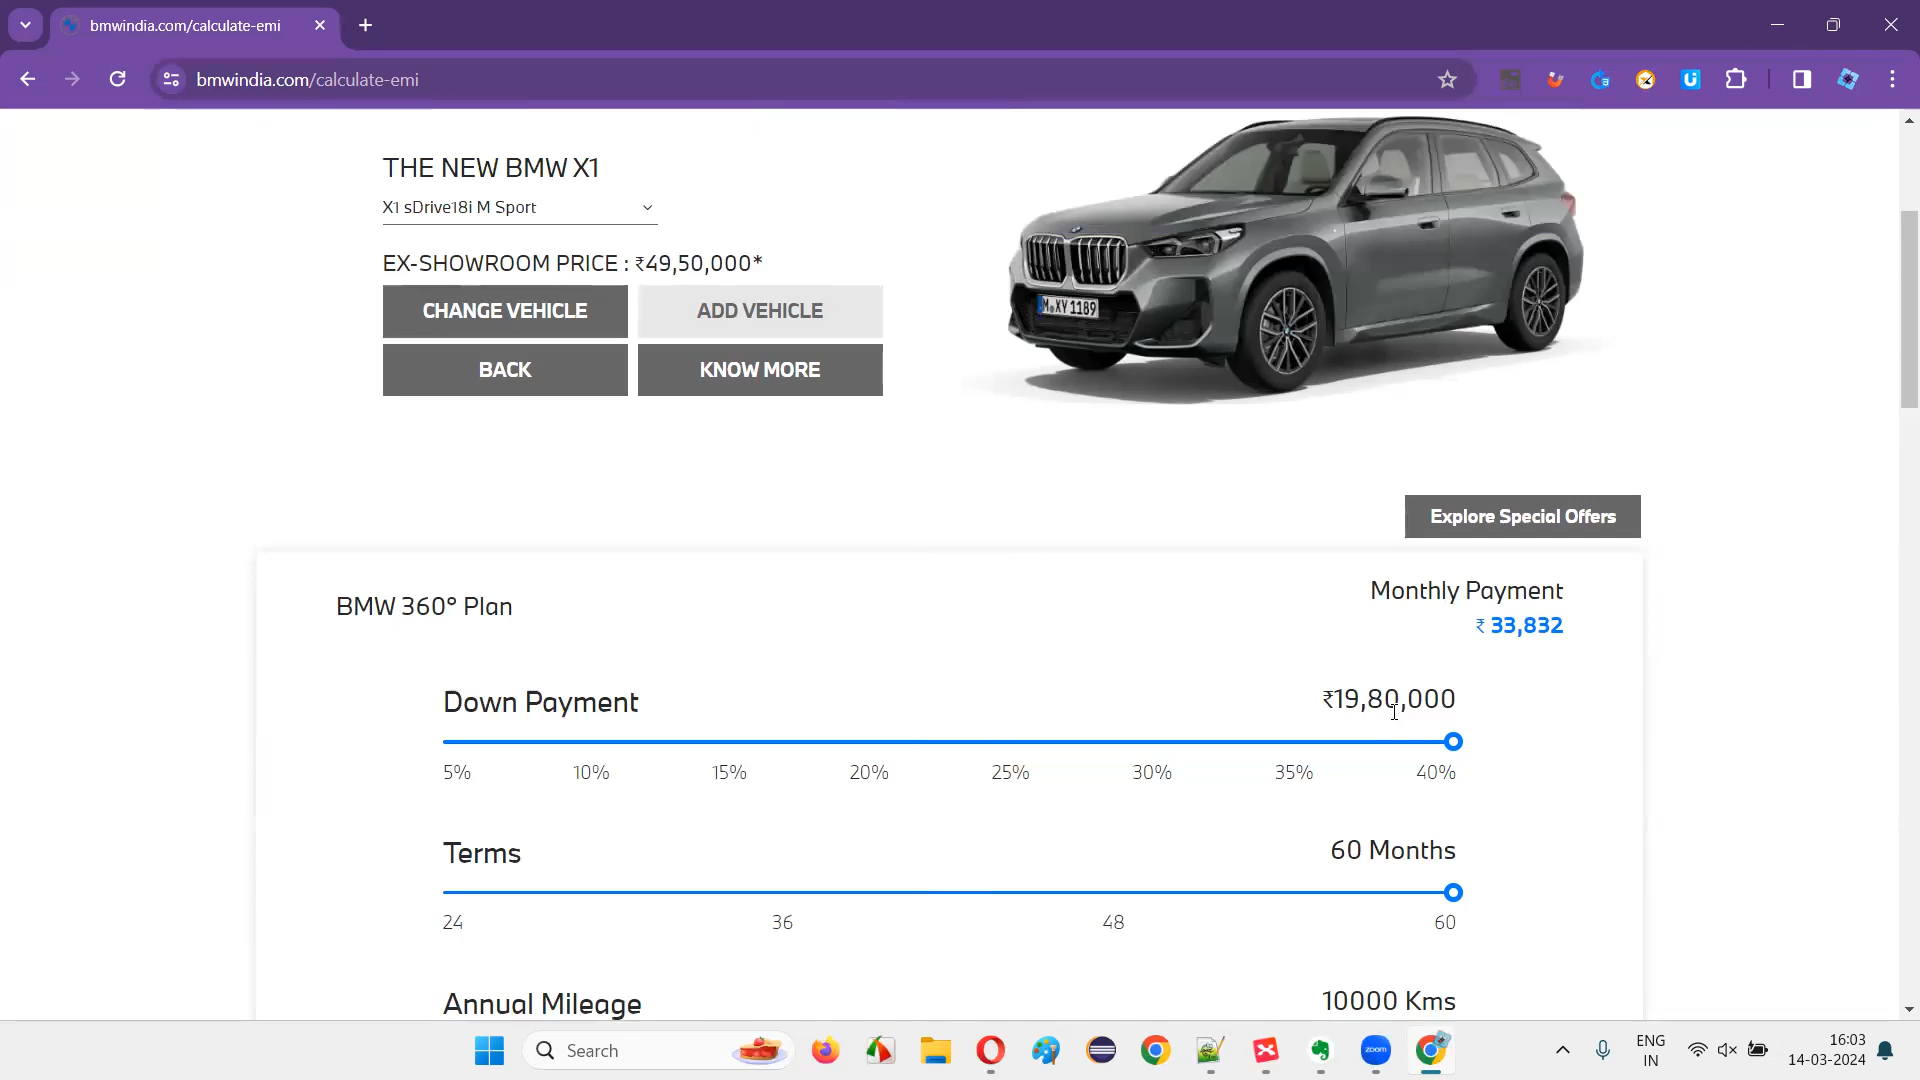 bmwindia.com/calculate-emi
bmwindia.com/calculate-emi
THE NEW BMW X1
X1 sDrive18i M Sport
EX-SHOWROOM PRICE : ₹49,50,000*
CHANGE VEHICLE
ADD VEHICLE
BACK
KNOW MORE
M XY 1189
Explore Special Offers
BMW 360° Plan
Monthly Payment
₹ 33,832
Down Payment
₹19,80,000
5% 10% 15% 20% 25% 30% 35% 40%
Terms
60 Months
24 36 48 60
Annual Mileage
10000 Kms
Search
zoom
ENG
IN
16:03
14-03-2024